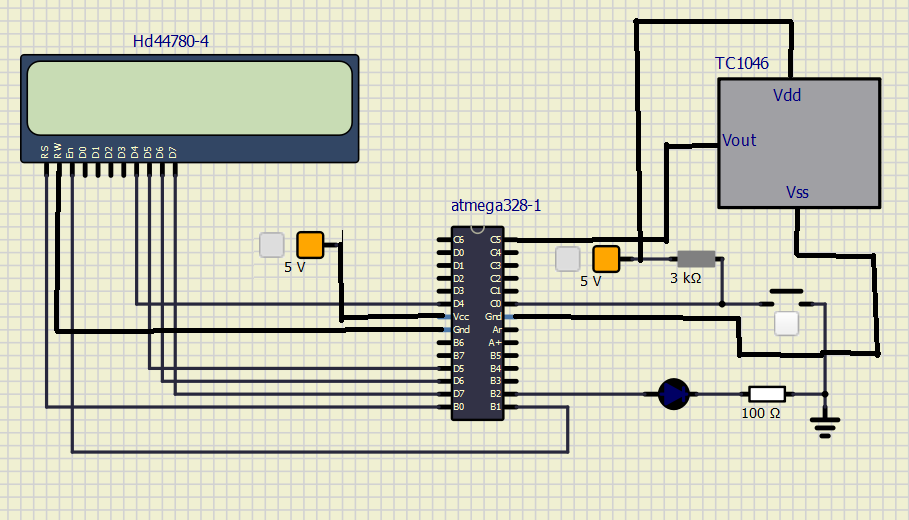 Hd44780-4
RS RW En D0 D1 D2 D3 D4 D5 D6 D7
TC1046
Vdd
Vout
Vss
atmega328-1
C6 C5
D0 C4
D1 C3
D2 C2
D3 C1
D4 C0
Vcc Gnd
Gnd Ar
B6 A+
B7 B5
D5 B4
D6 B3
D7 B2
B0 B1
5 V
5 V
3 kΩ
100 Ω